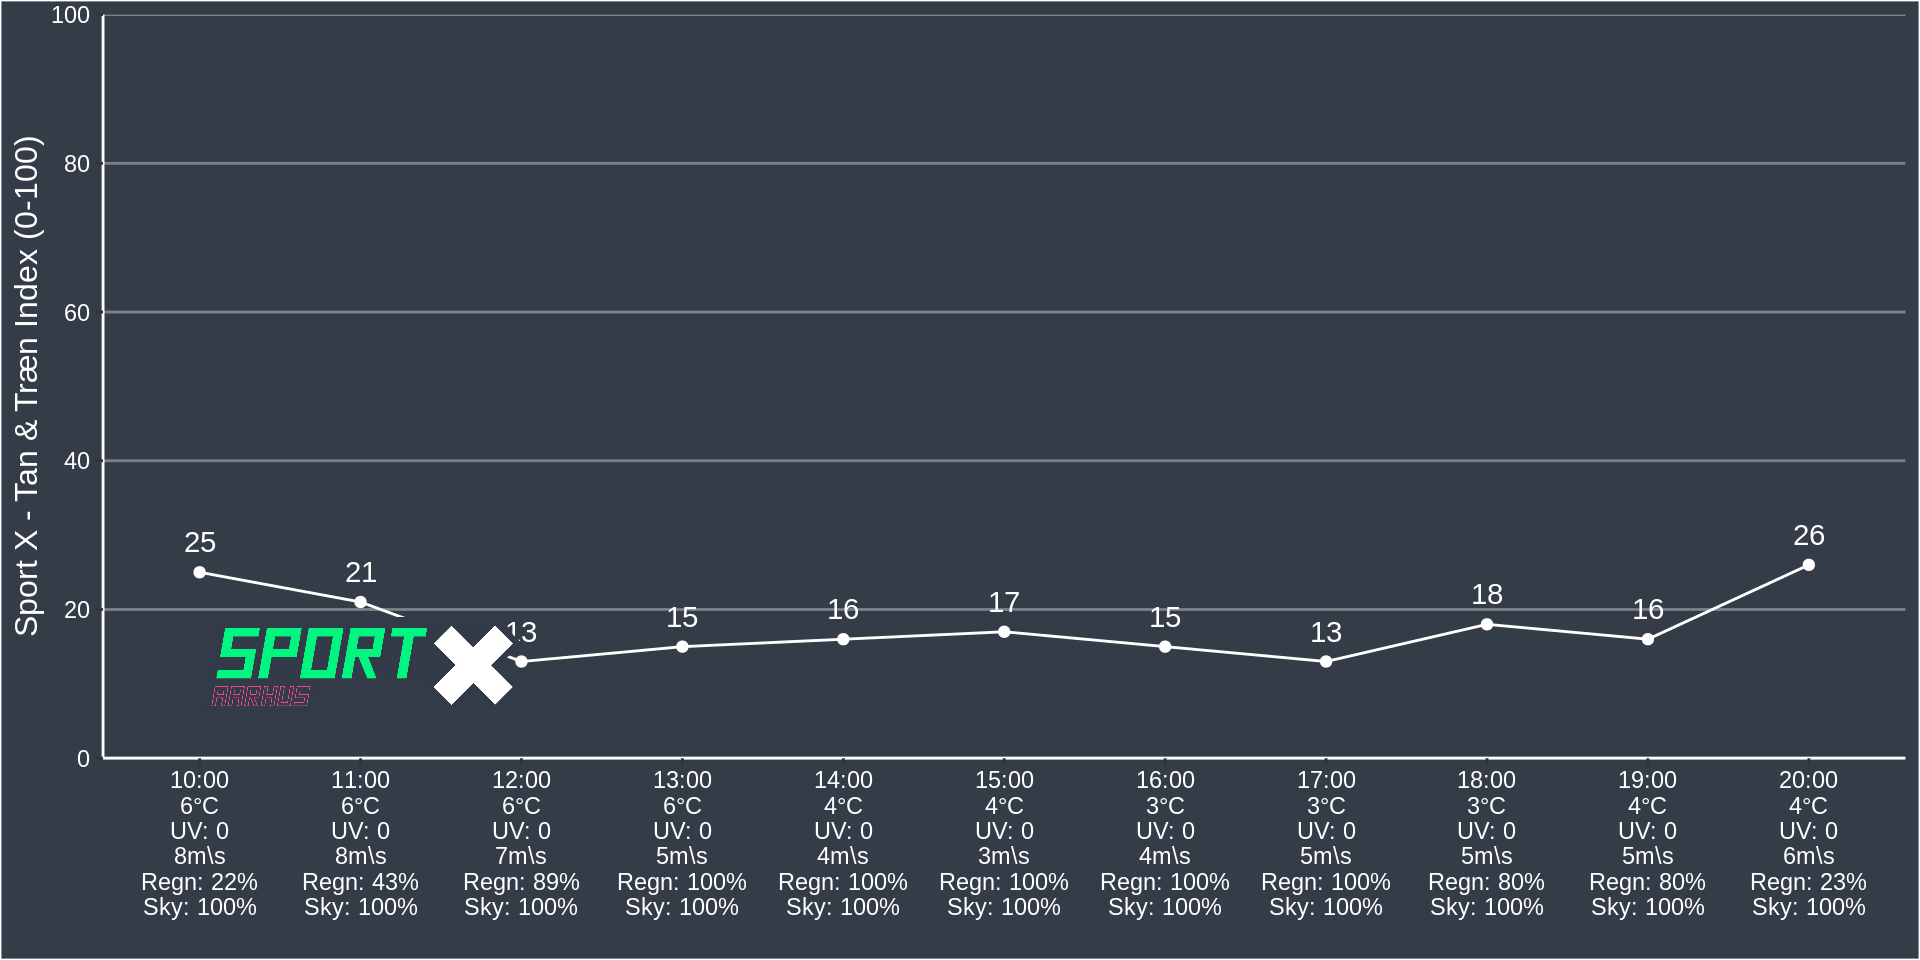 Sport X - Tan & Træn Index (0-100)
100
80
60
40
20
0
25
21
13
15
16
17
15
13
18
16
26
SPORT X
AARHUS
10:00 11:00 12:00 13:00 14:00 15:00 16:00 17:00 18:00 19:00 20:00
6°C 6°C 6°C 6°C 4°C 4°C 3°C 3°C 3°C 4°C 4°C
UV: 0 UV: 0 UV: 0 UV: 0 UV: 0 UV: 0 UV: 0 UV: 0 UV: 0 UV: 0 UV: 0
8m\s 8m\s 7m\s 5m\s 4m\s 3m\s 4m\s 5m\s 5m\s 5m\s 6m\s
Regn: 22% Regn: 43% Regn: 89% Regn: 100% Regn: 100% Regn: 100% Regn: 100% Regn: 100% Regn: 80% Regn: 80% Regn: 23%
Sky: 100% Sky: 100% Sky: 100% Sky: 100% Sky: 100% Sky: 100% Sky: 100% Sky: 100% Sky: 100% Sky: 100% Sky: 100%